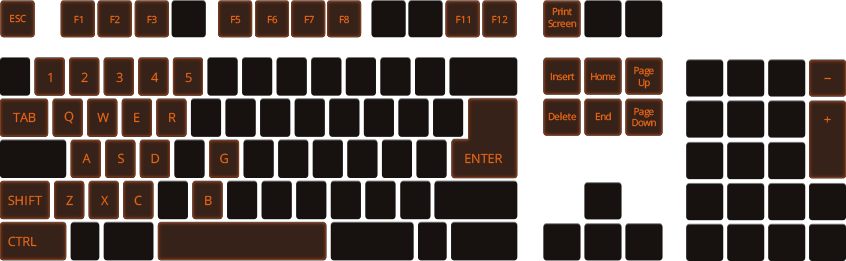 ESC F1 F2 F3 F5 F6 F7 F8 F11 F12 Print
Screen
1 2 3 4 5 Insert Home Page
Up −
TAB Q W E R Delete End Page
Down +
A S D G ENTER
SHIFT Z X C B
CTRL